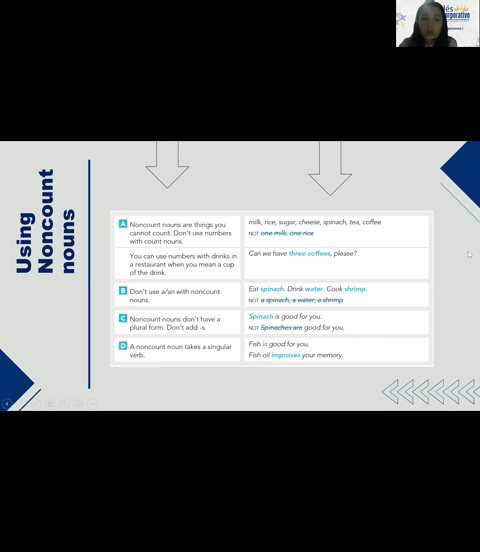 Using
Noncount
nouns
A Noncount nouns are things you
cannot count. Don't use numbers
with count nouns.
milk, rice, sugar, cheese, spinach, tea, coffee
NOT one milk, one rice
You can use numbers with drinks in
a restaurant when you mean a cup
of the drink.
Can we have three coffees, please?
B Don't use a/an with noncount
nouns.
Eat spinach. Drink water. Cook shrimp.
NOT a spinach, a water, a shrimp
C Noncount nouns don't have a
plural form. Don't add -s.
Spinach is good for you.
NOT Spinaches are good for you.
D A noncount noun takes a singular
verb.
Fish is good for you.
Fish oil improves your memory.